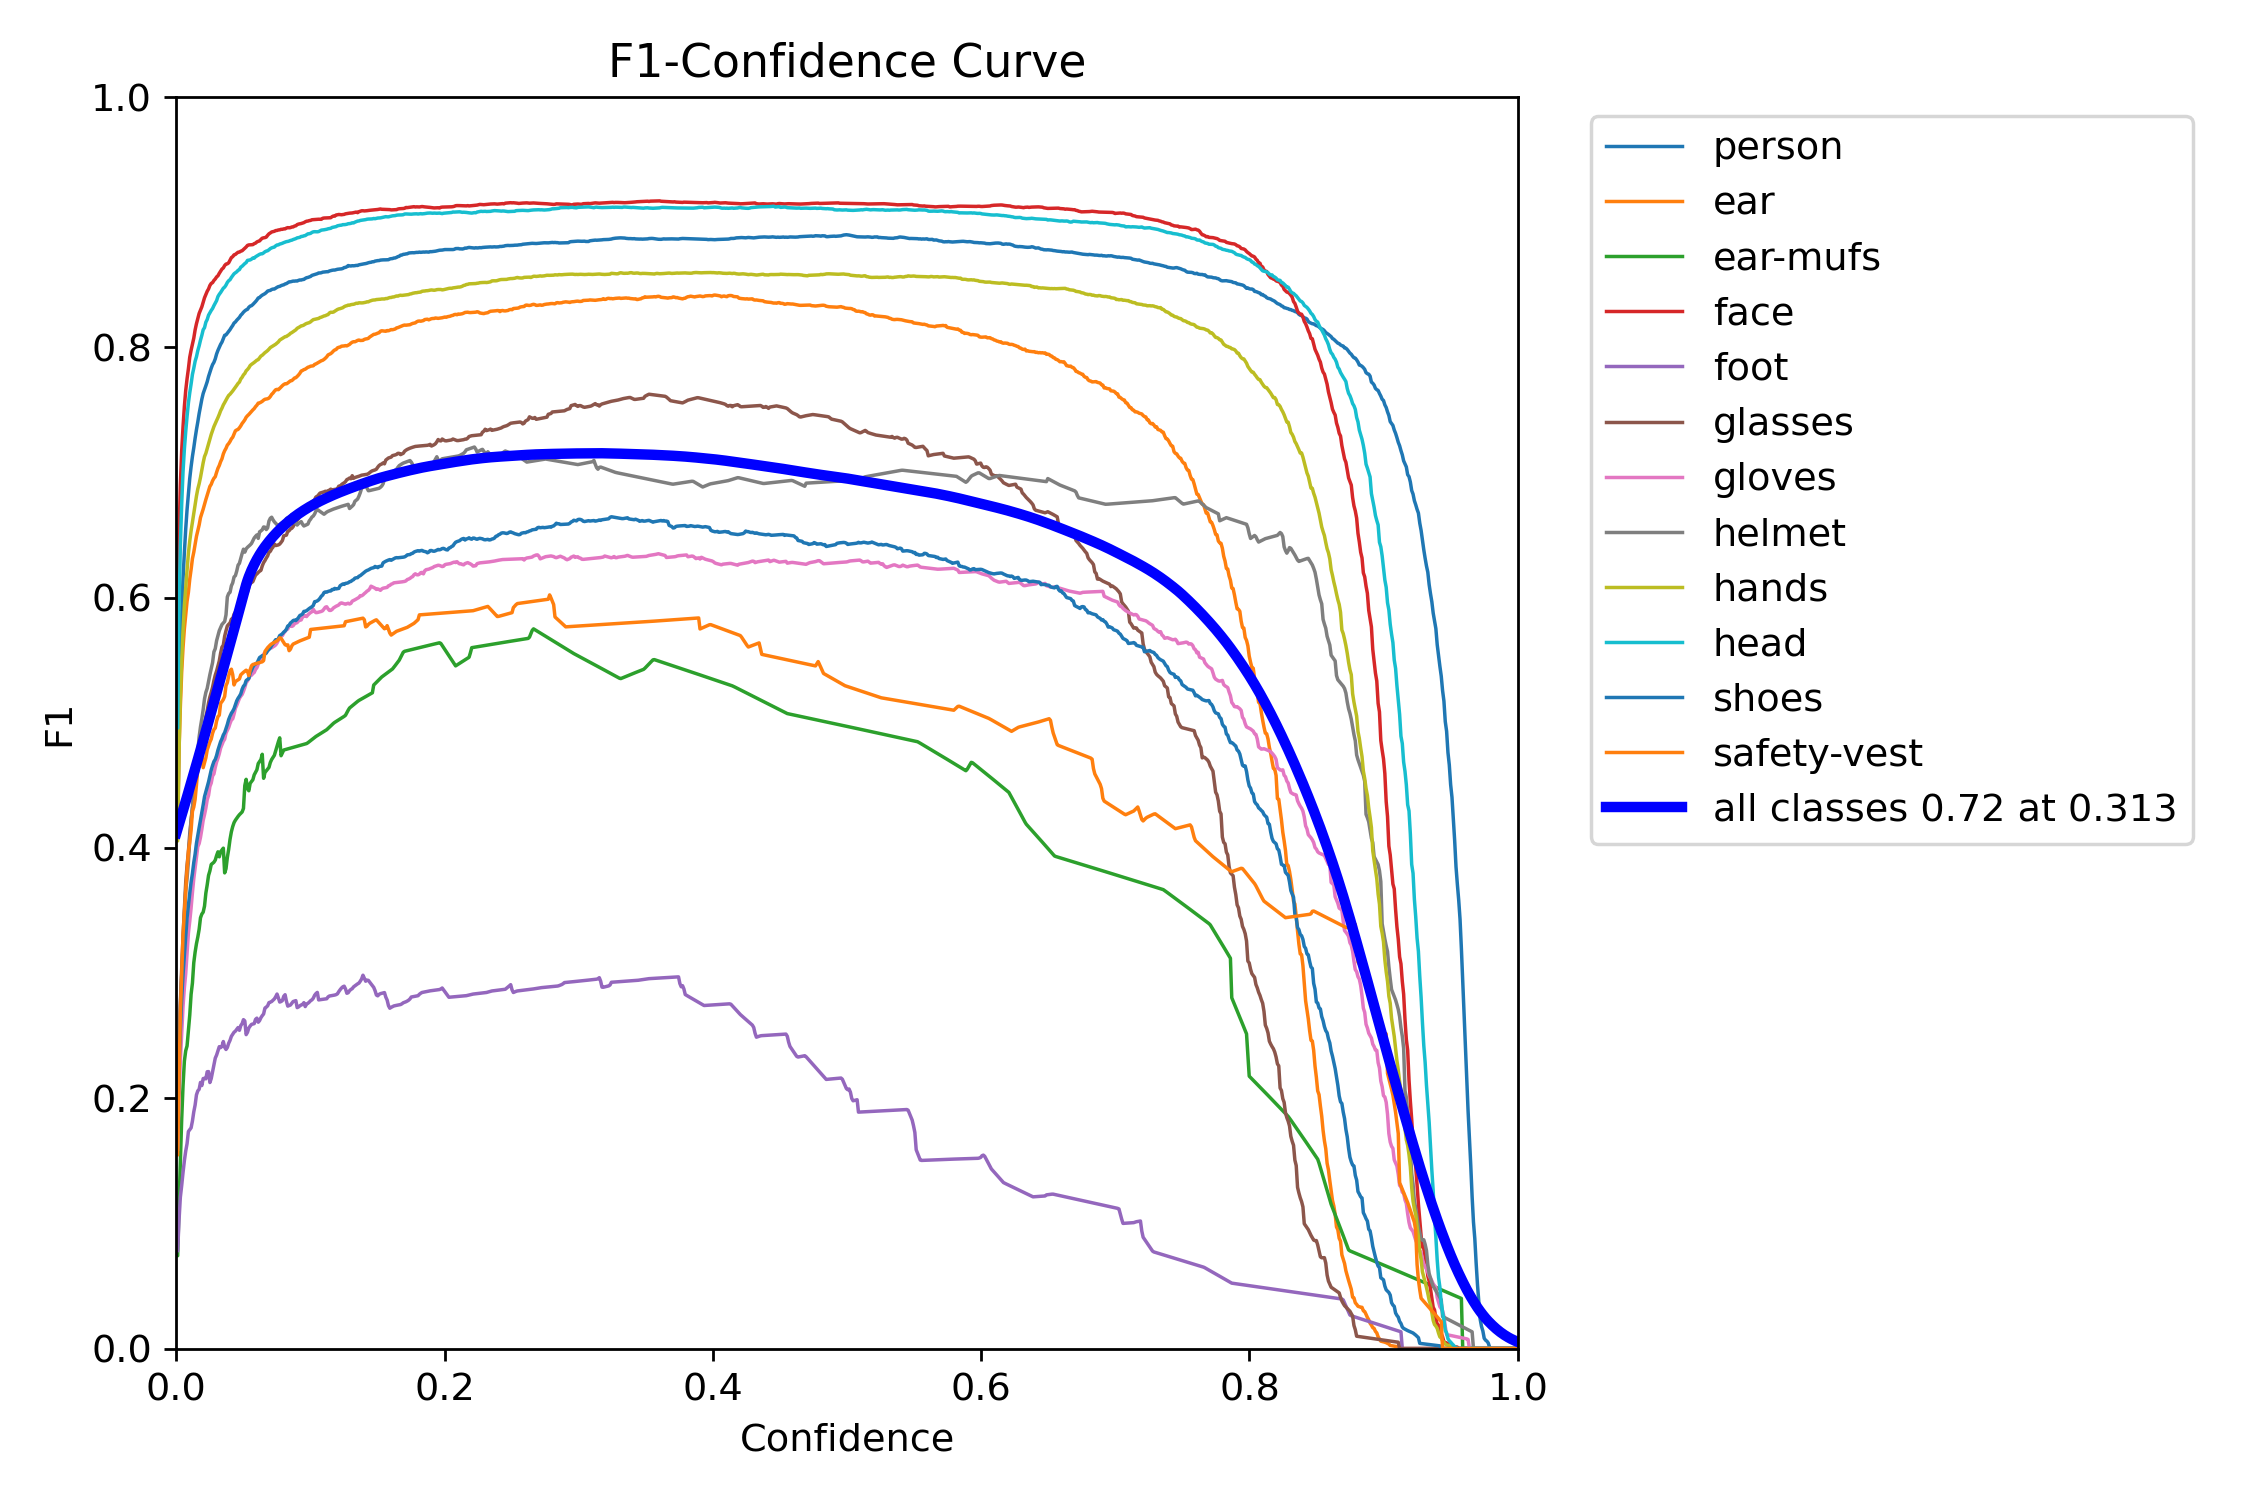 F1-Confidence Curve
1.0
0.8
0.6
0.4
0.2
0.0
F1
0.0 0.2 0.4 0.6 0.8 1.0
Confidence
person
ear
ear-mufs
face
foot
glasses
gloves
helmet
hands
head
shoes
safety-vest
all classes 0.72 at 0.313